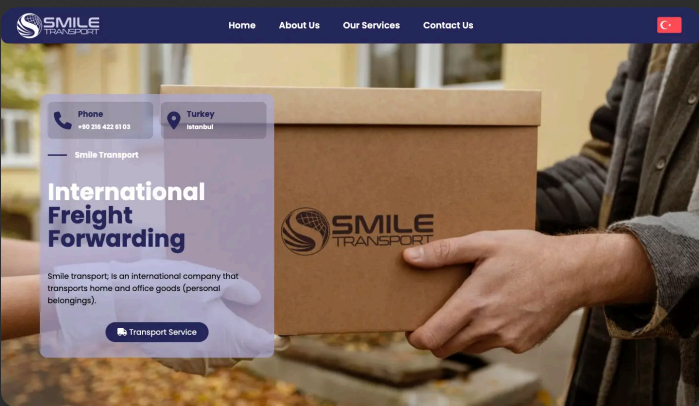 SMILE
TRANSPORT
Home
About Us
Our Services
Contact Us
Phone
+90 216 422 61 03
Turkey
Istanbul
Smile Transport
International
Freight
Forwarding
Smile transport; Is an international company that
transports home and office goods (personal
belongings).
Transport Service
SMILE
TRANSPORT